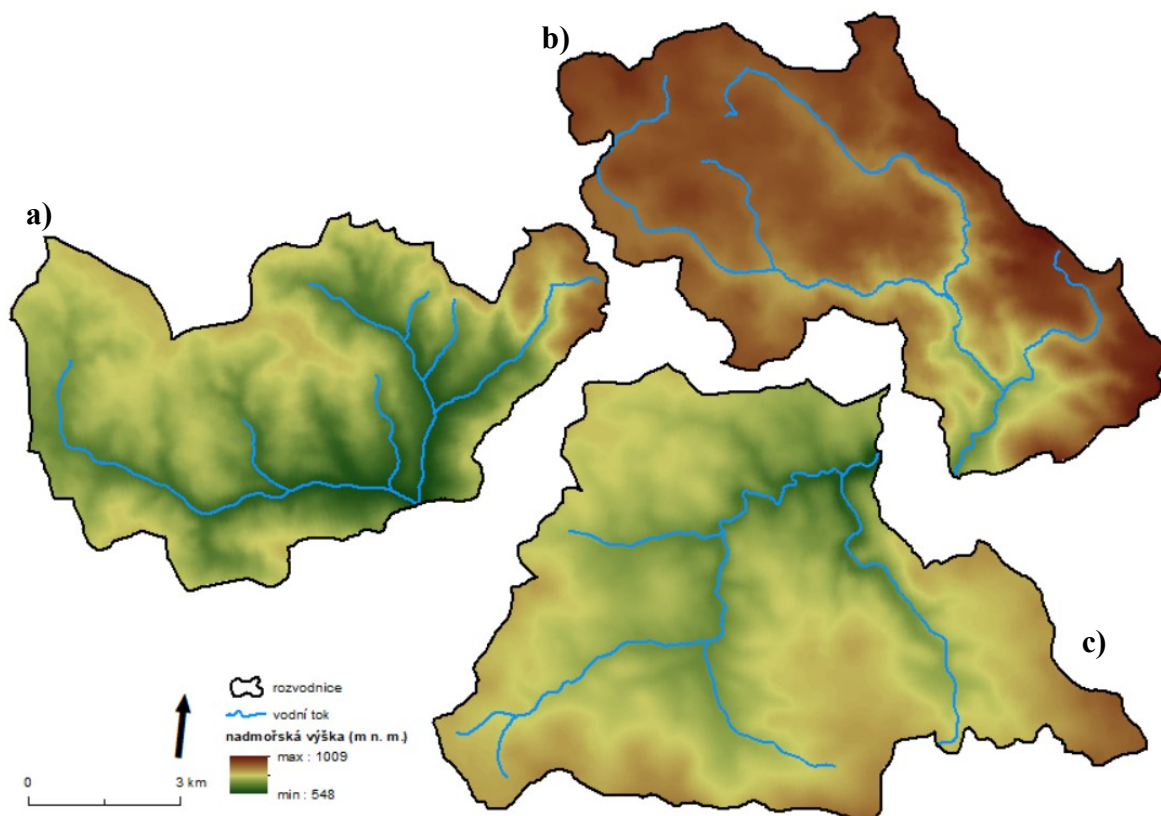 b)
a)
c)
rozvodnice
vodní tok
nadmořská výška (m n. m.)
max : 1009
min : 548
0 3 km